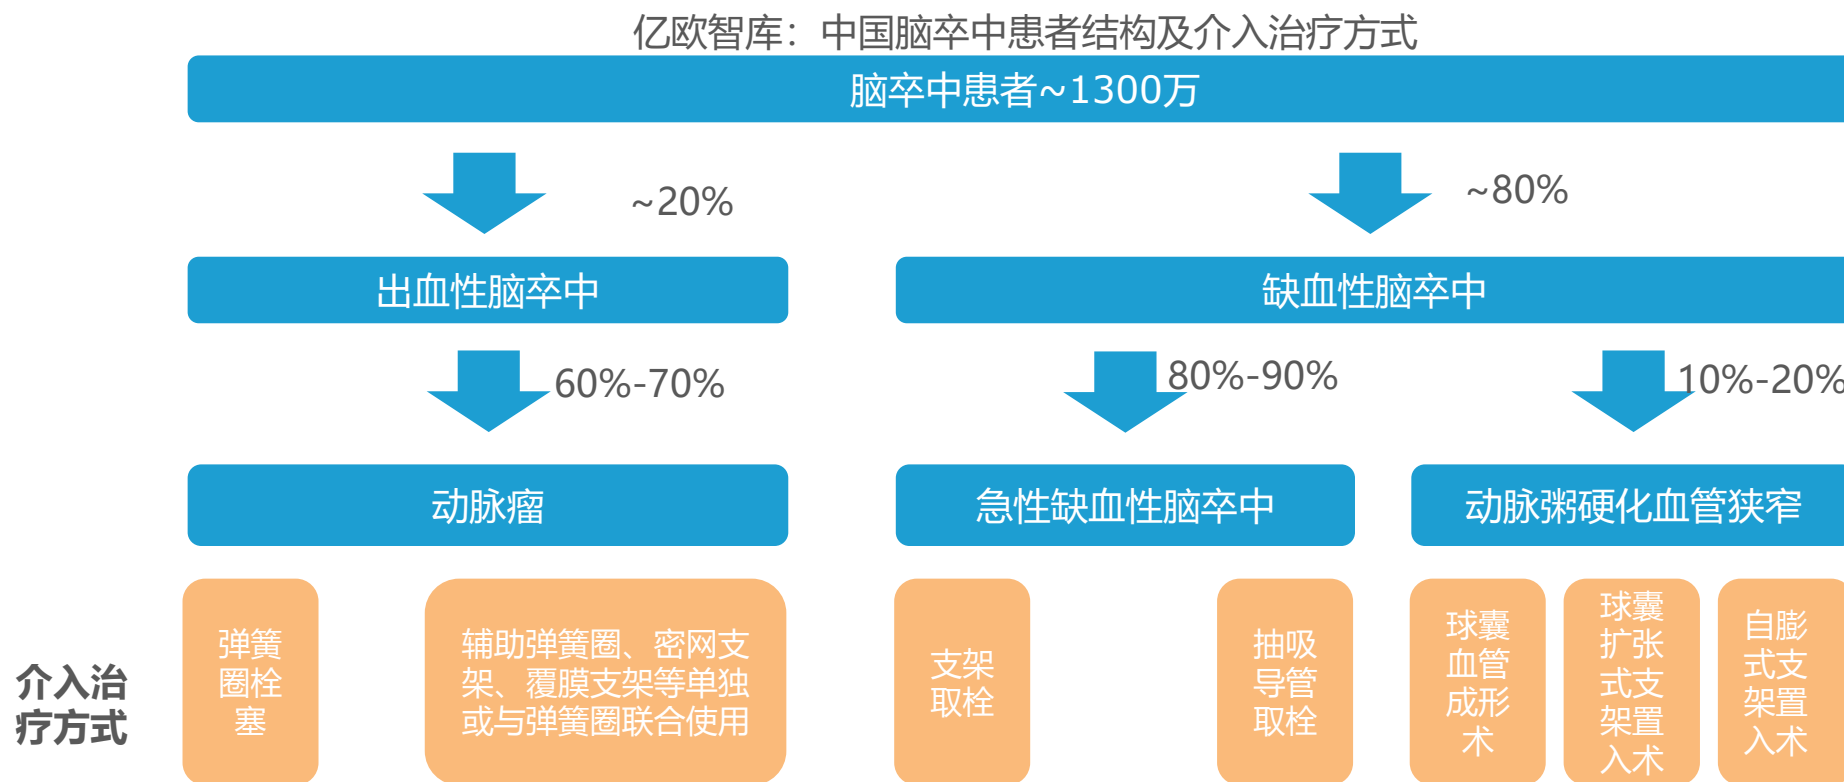 亿欧智库：中国脑卒中患者结构及介入治疗方式
脑卒中患者~1300万
~20%
~80%
出血性脑卒中
缺血性脑卒中
60%-70%
80%-90%
10%-20%
动脉瘤
急性缺血性脑卒中
动脉粥硬化血管狭窄
介入治
疗方式
弹簧
圈栓
塞
辅助弹簧圈、密网支
架、覆膜支架等单独
或与弹簧圈联合使用
支架
取栓
抽吸
导管
取栓
球囊
血管
成形
术
球囊
扩张
式支
架置
入术
自膨
式支
架置
入术